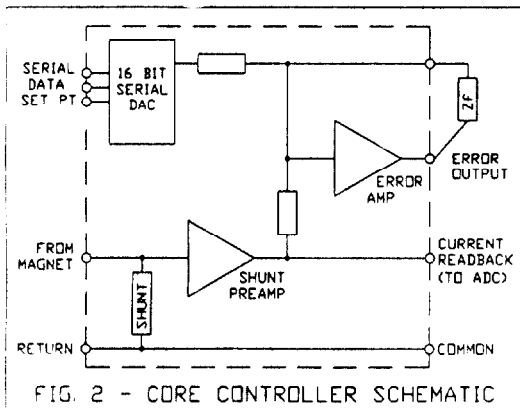 SERIAL
DATA
SET PT
16 BIT
SERIAL
DAC
ZF
ERROR
OUTPUT
ERROR
AMP
FROM
MAGNET
SHUNT
PREAMP
CURRENT
READBACK
(TO ADC)
SHUNT
RETURN
COMMON
FIG. 2 - CORE CONTROLLER SCHEMATIC